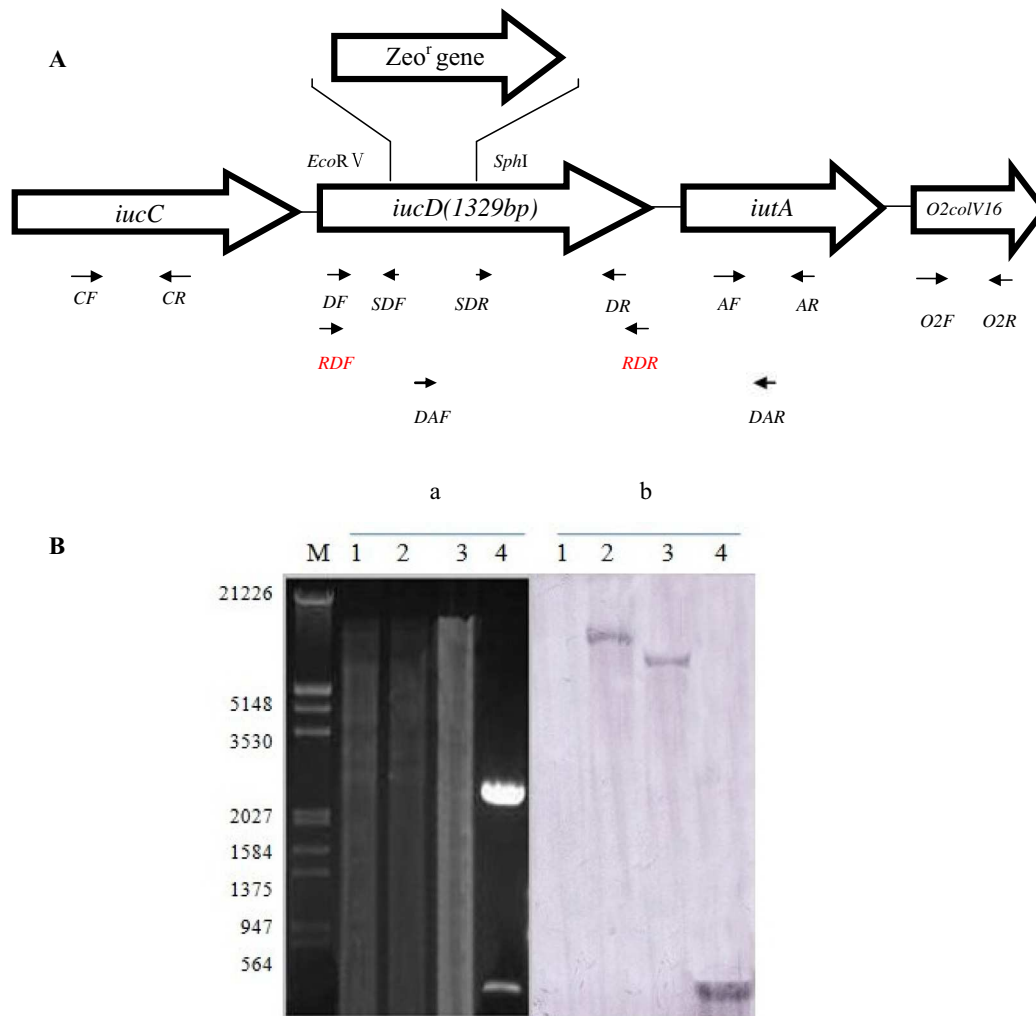 A
Zeoʳ gene
EcoR Ⅴ
SphI
iucC
iucD(1329bp)
iutA
O2colV16
CF
CR
DF
SDF
SDR
DR
AF
AR
O2F
O2R
RDF
RDR
DAF
DAR
a
b
B
M 1 2 3 4 1 2 3 4
21226
5148
3530
2027
1584
1375
947
564